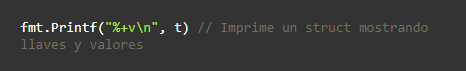 fmt.Printf("%+v\n", t) // Imprime un struct mostrando
llaves y valores